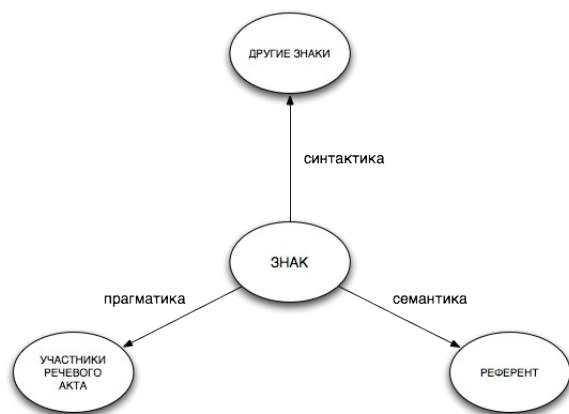 ДРУГИЕ ЗНАКИ
синтактика
ЗНАК
прагматика
семантика
УЧАСТНИКИ
РЕЧЕВОГО
АКТА
РЕФЕРЕНТ